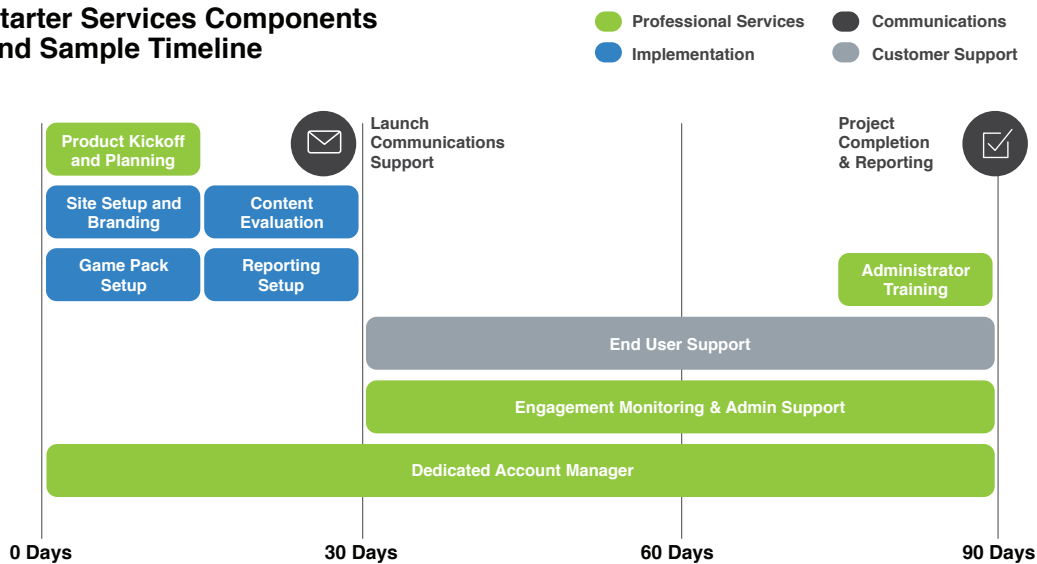 tarter Services Components
nd Sample Timeline
Professional Services
Communications
Implementation
Customer Support
Product Kickoff
and Planning
Launch
Communications
Support
Project
Completion
& Reporting
Site Setup and
Branding
Content
Evaluation
Game Pack
Setup
Reporting
Setup
Administrator
Training
End User Support
Engagement Monitoring & Admin Support
Dedicated Account Manager
0 Days
30 Days
60 Days
90 Days